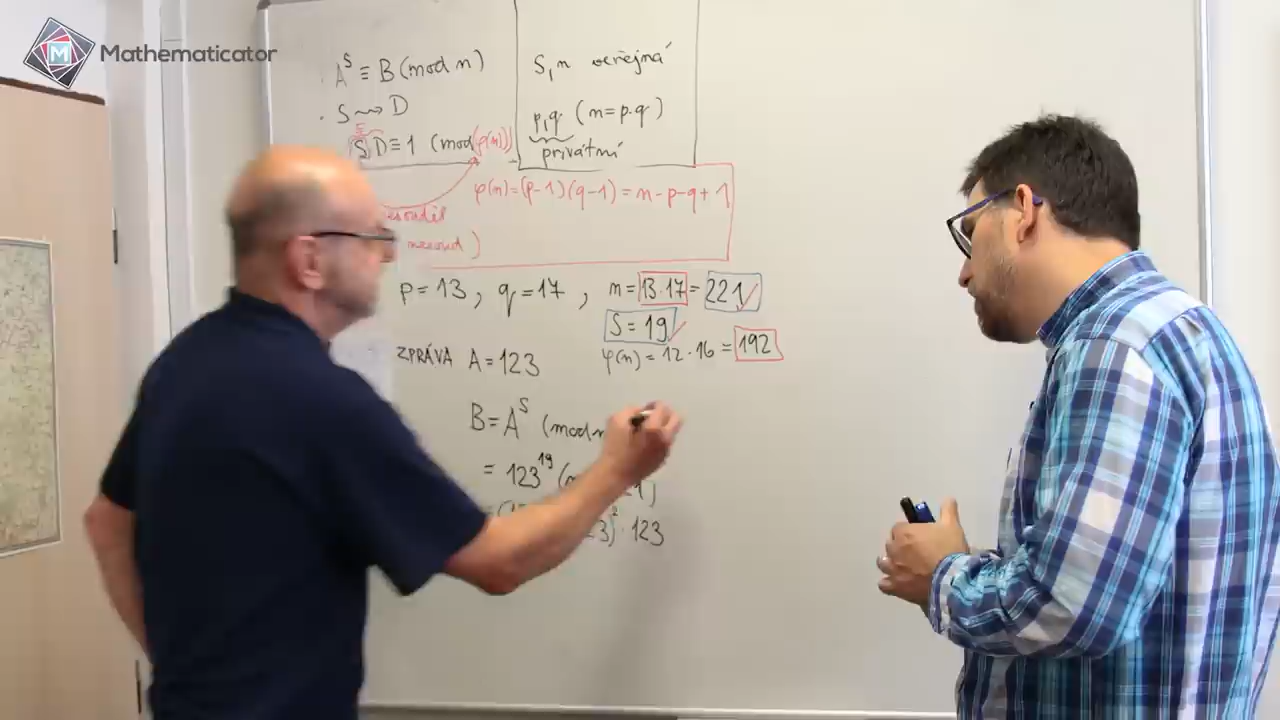 Mathematicator
A^S ≡ B (mod n)
S, n veřejná
S ⇝ D
p, q (n=p·q)
S D ≡ 1 (mod φ(n))
privátní
φ(n) = (p-1)(q-1) = n-p-q+1
p=13, q=17, n= 13·17 = 221
S=19
ZPRÁVA A=123
φ(n) = 12·16 = 192
B=A^S (mod n
= 123^19 (
)² · 123